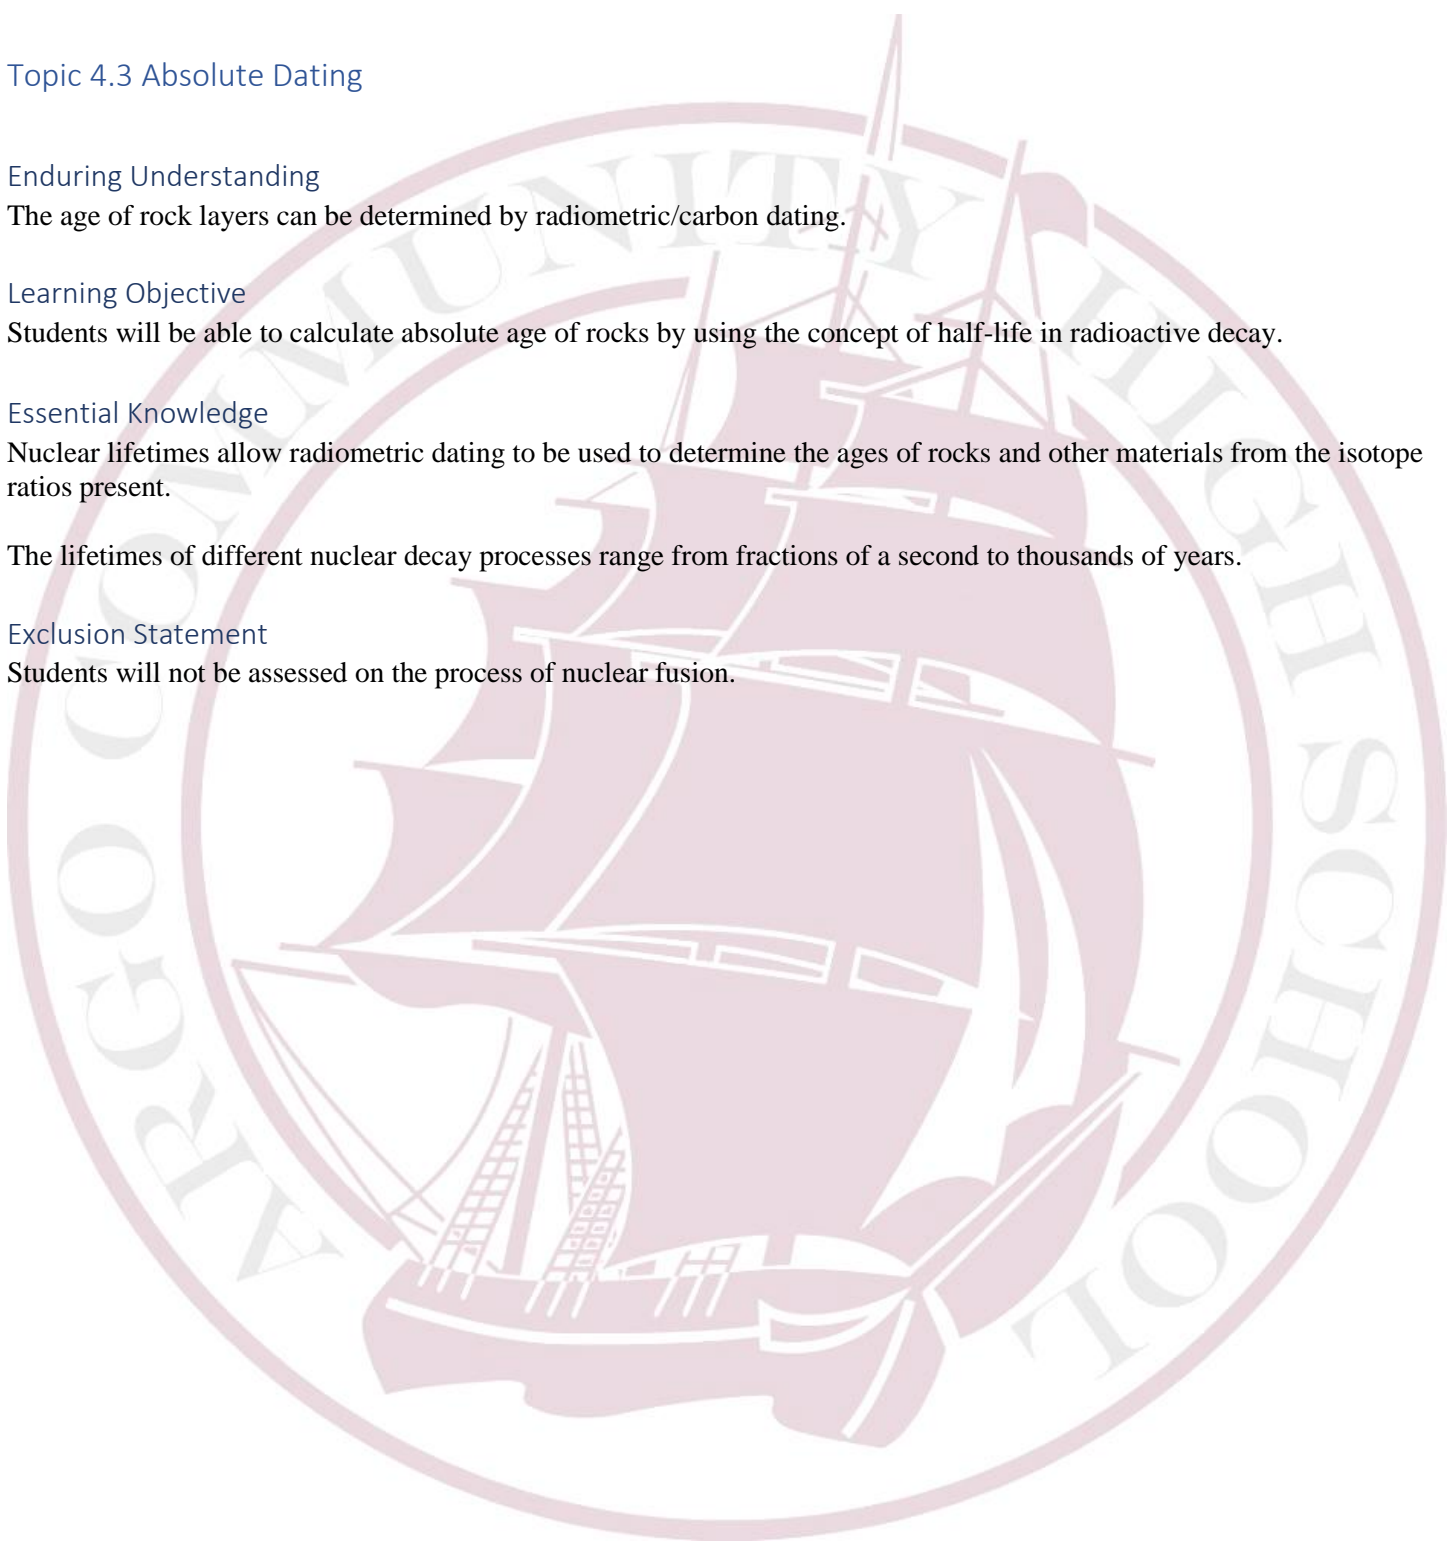 Topic 4.3 Absolute Dating
Enduring Understanding
The age of rock layers can be determined by radiometric/carbon dating.
Learning Objective
Students will be able to calculate absolute age of rocks by using the concept of half-life in radioactive decay.
Essential Knowledge
Nuclear lifetimes allow radiometric dating to be used to determine the ages of rocks and other materials from the isotope
ratios present.
The lifetimes of different nuclear decay processes range from fractions of a second to thousands of years.
Exclusion Statement
Students will not be assessed on the process of nuclear fusion.
ARGO COMMUNITY HIGH SCHOOL